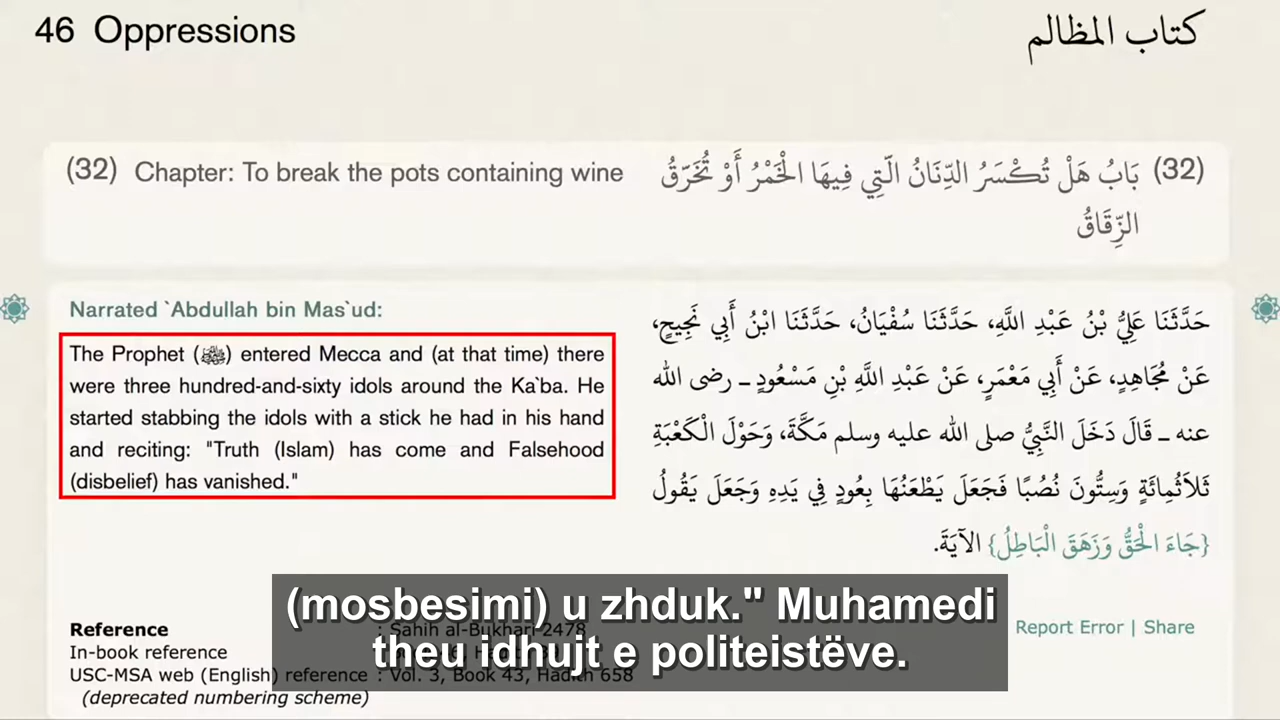 46 Oppressions
كتاب المظالم
(32) Chapter: To break the pots containing wine
(32) بَابُ هَلْ تُكْسَرُ الدِّنَانُ الَّتِي فِيهَا الْخَمْرُ أَوْ تُخَرَّقُ
الزِّقَاقُ
Narrated `Abdullah bin Mas`ud:
The Prophet (ﷺ) entered Mecca and (at that time) there
were three hundred-and-sixty idols around the Ka`ba. He
started stabbing the idols with a stick he had in his hand
and reciting: "Truth (Islam) has come and Falsehood
(disbelief) has vanished."
حَدَّثَنَا عَلِيُّ بْنُ عَبْدِ اللَّهِ، حَدَّثَنَا سُفْيَانُ، حَدَّثَنَا ابْنُ أَبِي نَجِيحٍ،
عَنْ مُجَاهِدٍ، عَنْ أَبِي مَعْمَرٍ، عَنْ عَبْدِ اللَّهِ بْنِ مَسْعُودٍ ـ رضى الله
عنه ـ قَالَ دَخَلَ النَّبِيُّ صلى الله عليه وسلم مَكَّةَ، وَحَوْلَ الْكَعْبَةِ
ثَلاَثُمِائَةٍ وَسِتُّونَ نُصُبًا فَجَعَلَ يَطْعَنُهَا بِعُودٍ فِي يَدِهِ وَجَعَلَ يَقُولُ
‏{جَاءَ الْحَقُّ وَزَهَقَ الْبَاطِلُ‏}‏ الآيَةَ‏.‏
Reference : Sahih al-Bukhari 2478
In-book reference
USC-MSA web (English) reference : Vol. 3, Book 43, Hadith 658
(deprecated numbering scheme)
Report Error | Share
(mosbesimi) u zhduk." Muhamedi
theu idhujt e politeistëve.